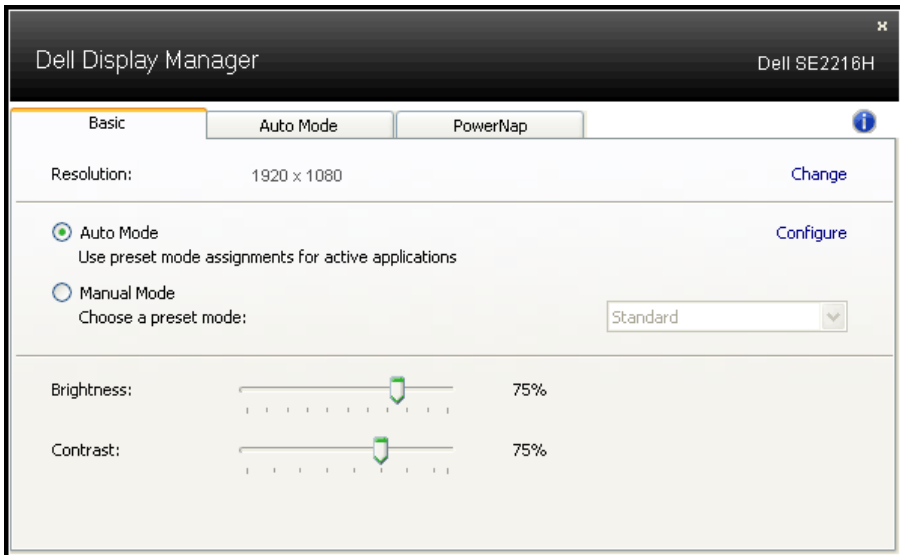 Dell Display Manager
Dell SE2216H
Basic
Auto Mode
PowerNap
Resolution:
1920 x 1080
Change
Auto Mode
Configure
Use preset mode assignments for active applications
Manual Mode
Choose a preset mode:
Standard
Brightness:
75%
Contrast:
75%